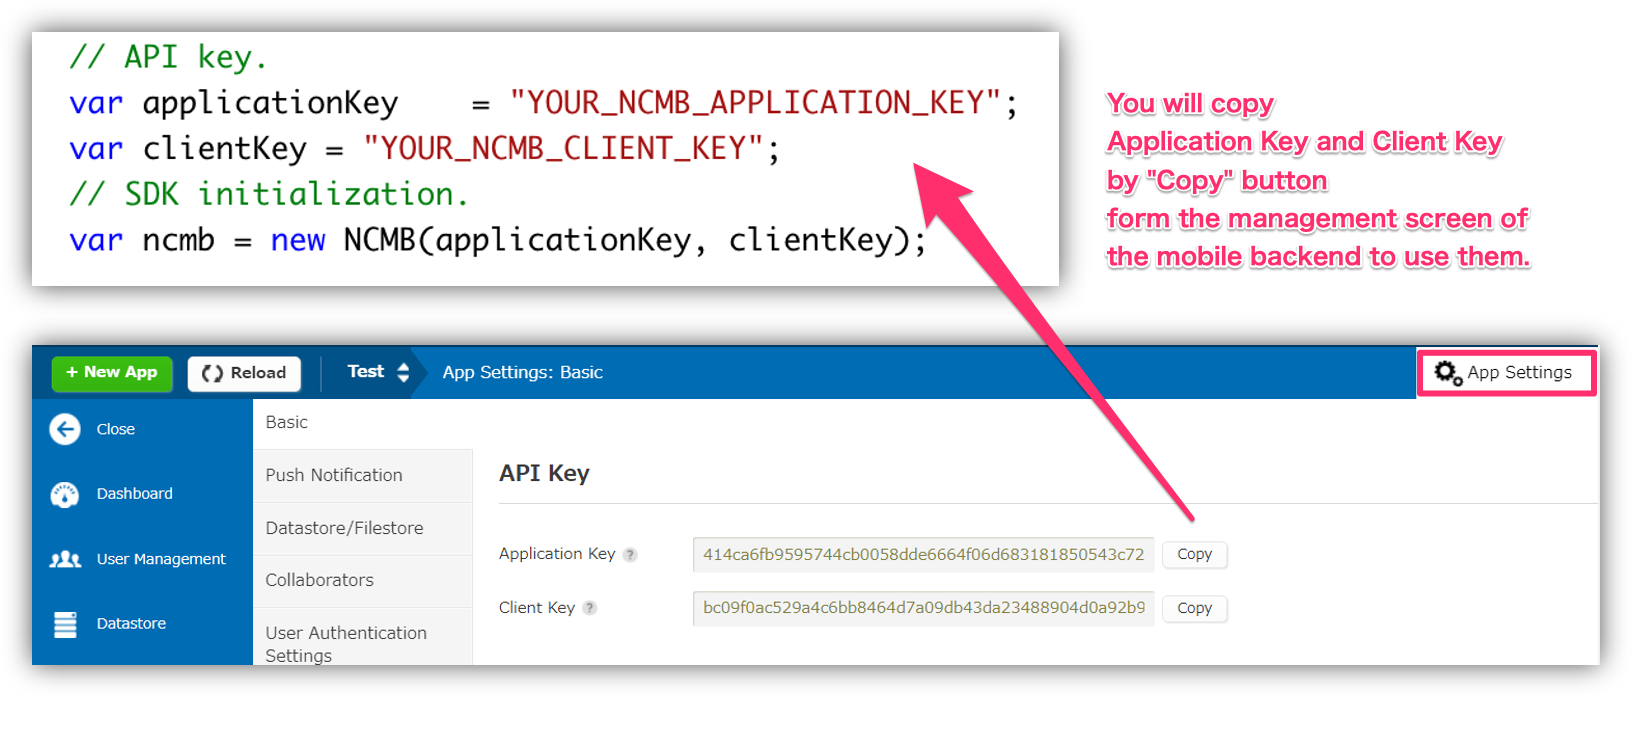 // API key.
var applicationKey    = "YOUR_NCMB_APPLICATION_KEY";
var clientKey = "YOUR_NCMB_CLIENT_KEY";
// SDK initialization.
var ncmb = new NCMB(applicationKey, clientKey);
You will copy
Application Key and Client Key
by "Copy" button
form the management screen of
the mobile backend to use them.
+ New App
Reload
Test
App Settings: Basic
App Settings
Close
Dashboard
User Management
Datastore
Basic
Push Notification
Datastore/Filestore
Collaborators
User Authentication
Settings
API Key
Application Key ? 414ca6fb9595744cb0058dde6664f06d683181850543c72 Copy
Client Key ? bc09f0ac529a4c6bb8464d7a09db43da23488904d0a92b9 Copy